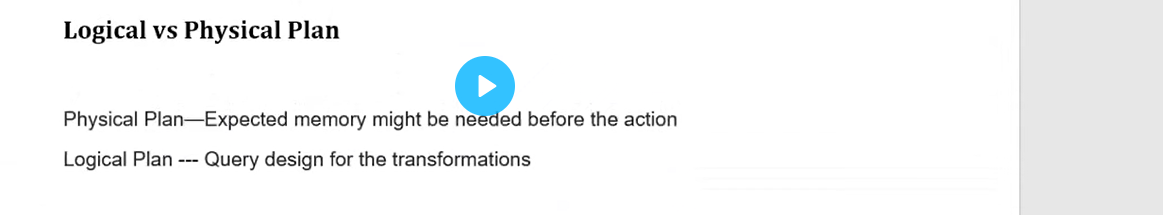 Logical vs Physical Plan
Physical Plan—Expected memory might be needed before the action
Logical Plan --- Query design for the transformations